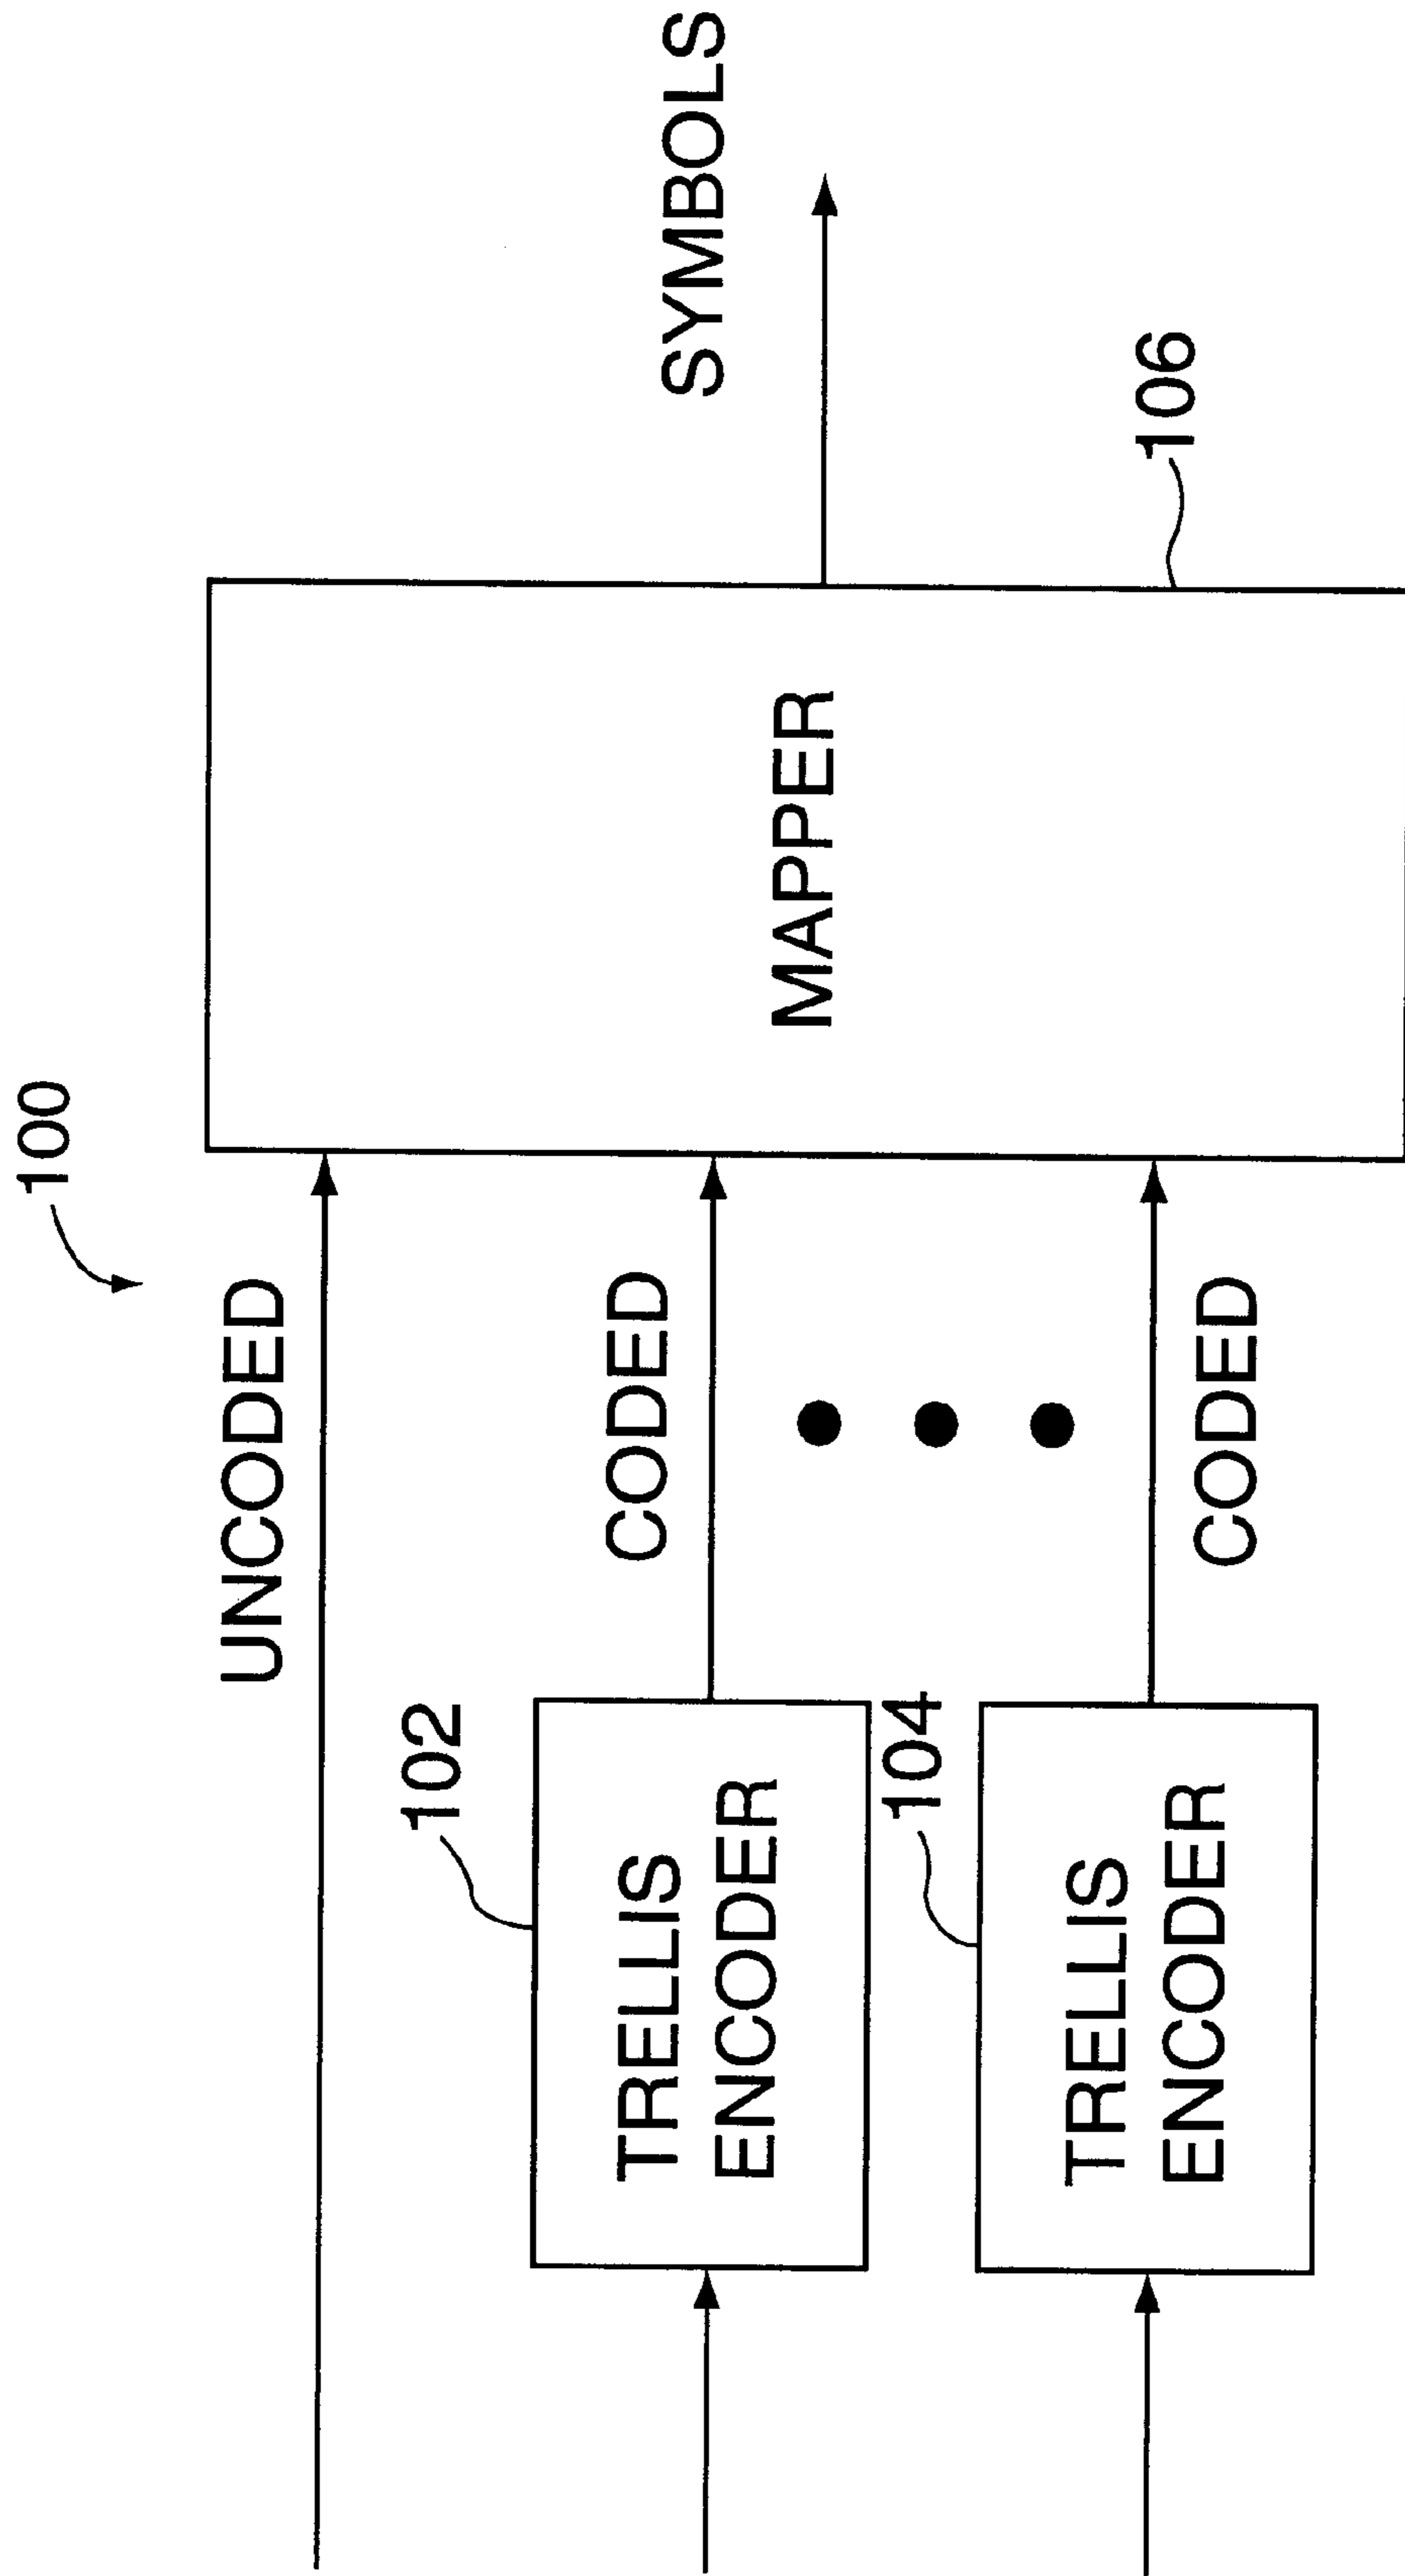 100
UNCODED
102
TRELLIS
ENCODER
CODED
104
TRELLIS
ENCODER
CODED
MAPPER
SYMBOLS
106